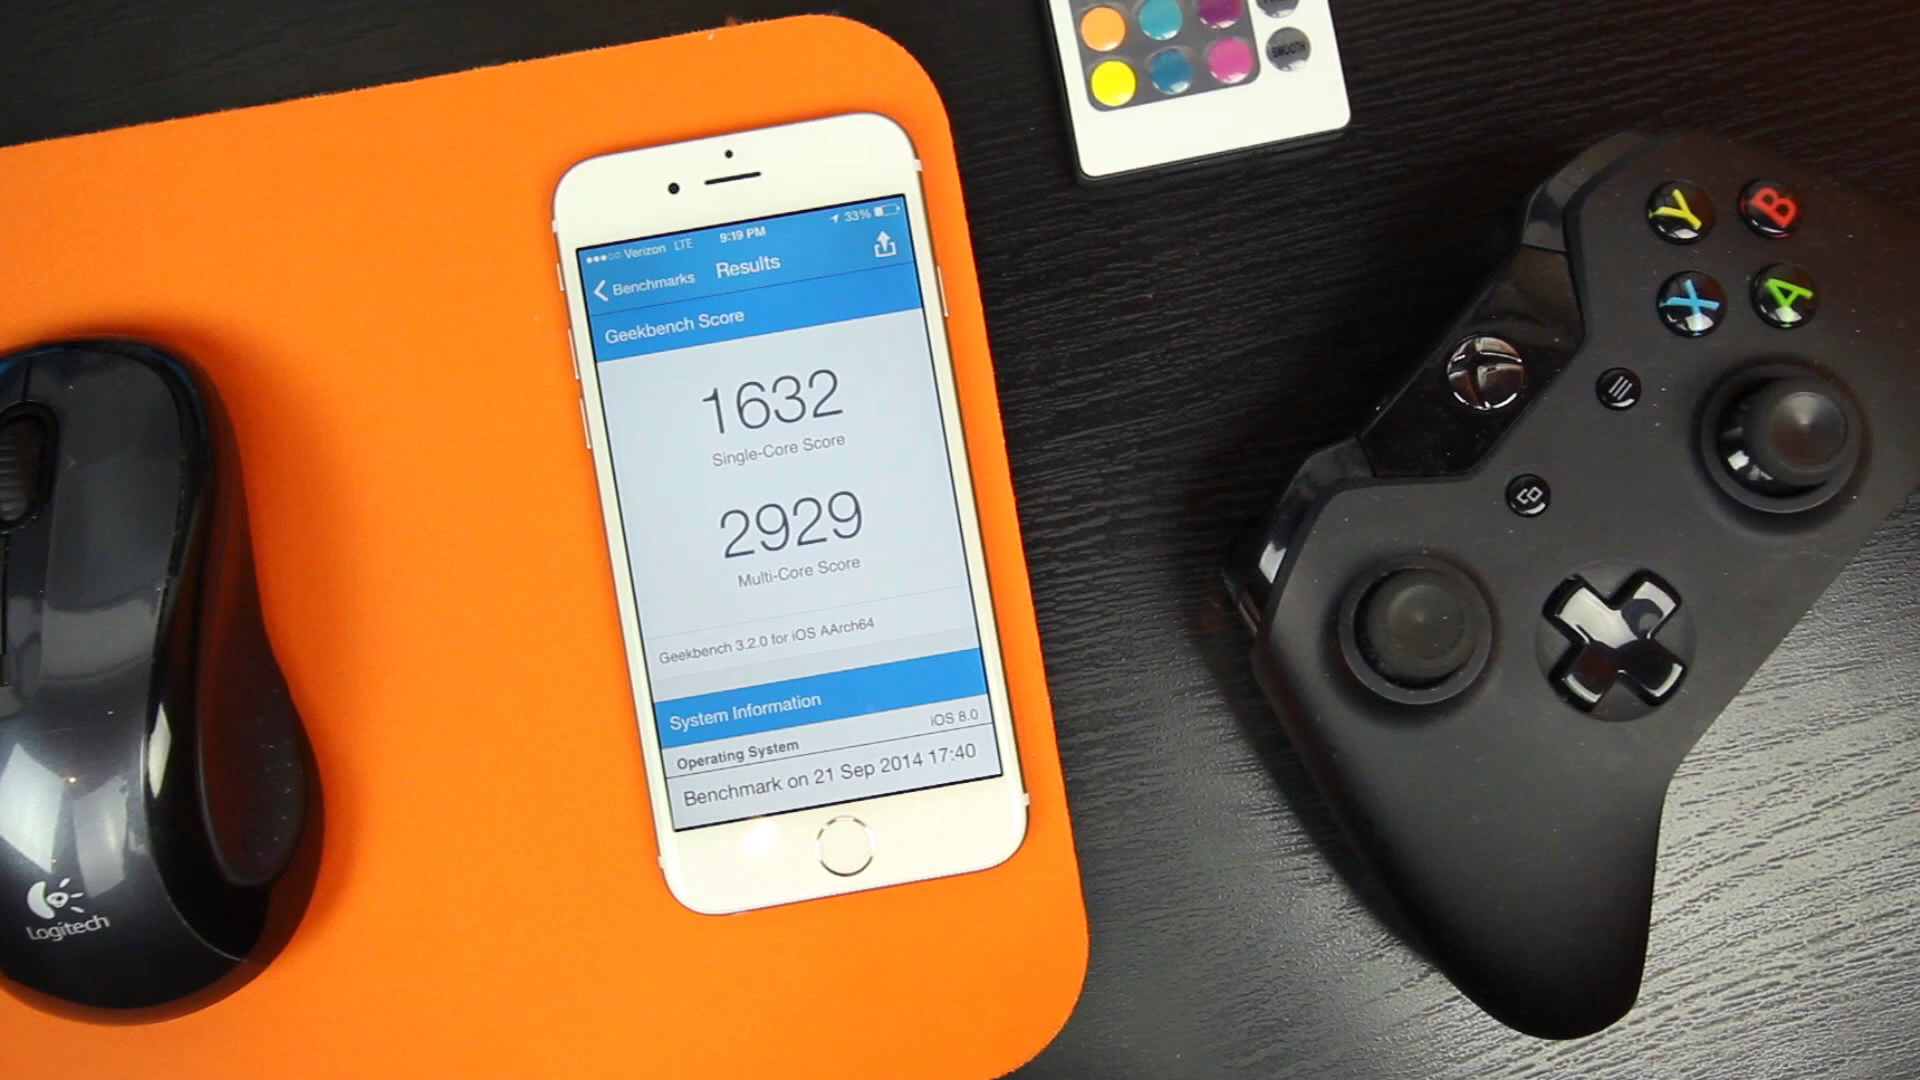 SMOOTH
Y
B
X
A
Verizon LTE
9:19 PM
33%
Benchmarks
Results
Geekbench Score
1632
Single-Core Score
2929
Multi-Core Score
Geekbench 3.2.0 for iOS AArch64
System Information
Operating System
iOS 8.0
Benchmark on 21 Sep 2014 17:40
Logitech